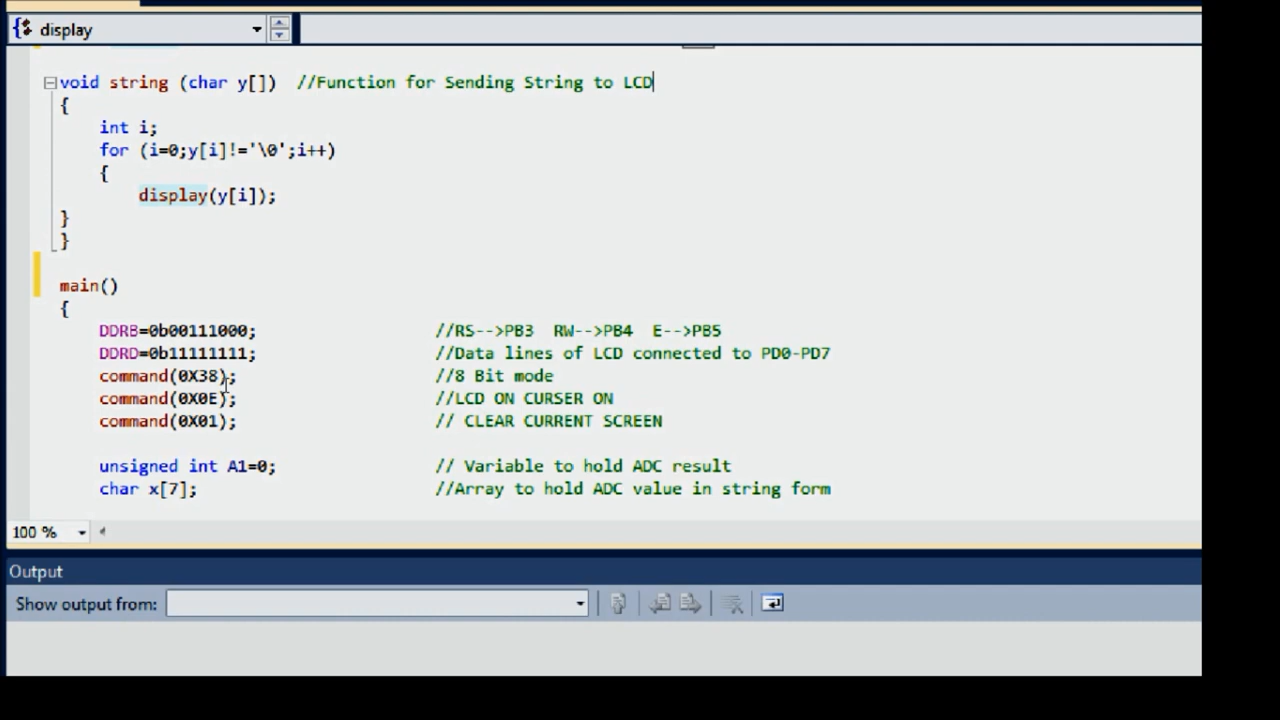 display
void string (char y[])  //Function for Sending String to LCD
{
int i;
for (i=0;y[i]!='\0';i++)
{
display(y[i]);
}
}
main()
{
DDRB=0b00111000;  //RS-->PB3  RW-->PB4  E-->PB5
DDRD=0b11111111;  //Data lines of LCD connected to PD0-PD7
command(0X38);  //8 Bit mode
command(0X0E);  //LCD ON CURSER ON
command(0X01);  // CLEAR CURRENT SCREEN
unsigned int A1=0;  // Variable to hold ADC result
char x[7];  //Array to hold ADC value in string form
100 %
Output
Show output from: